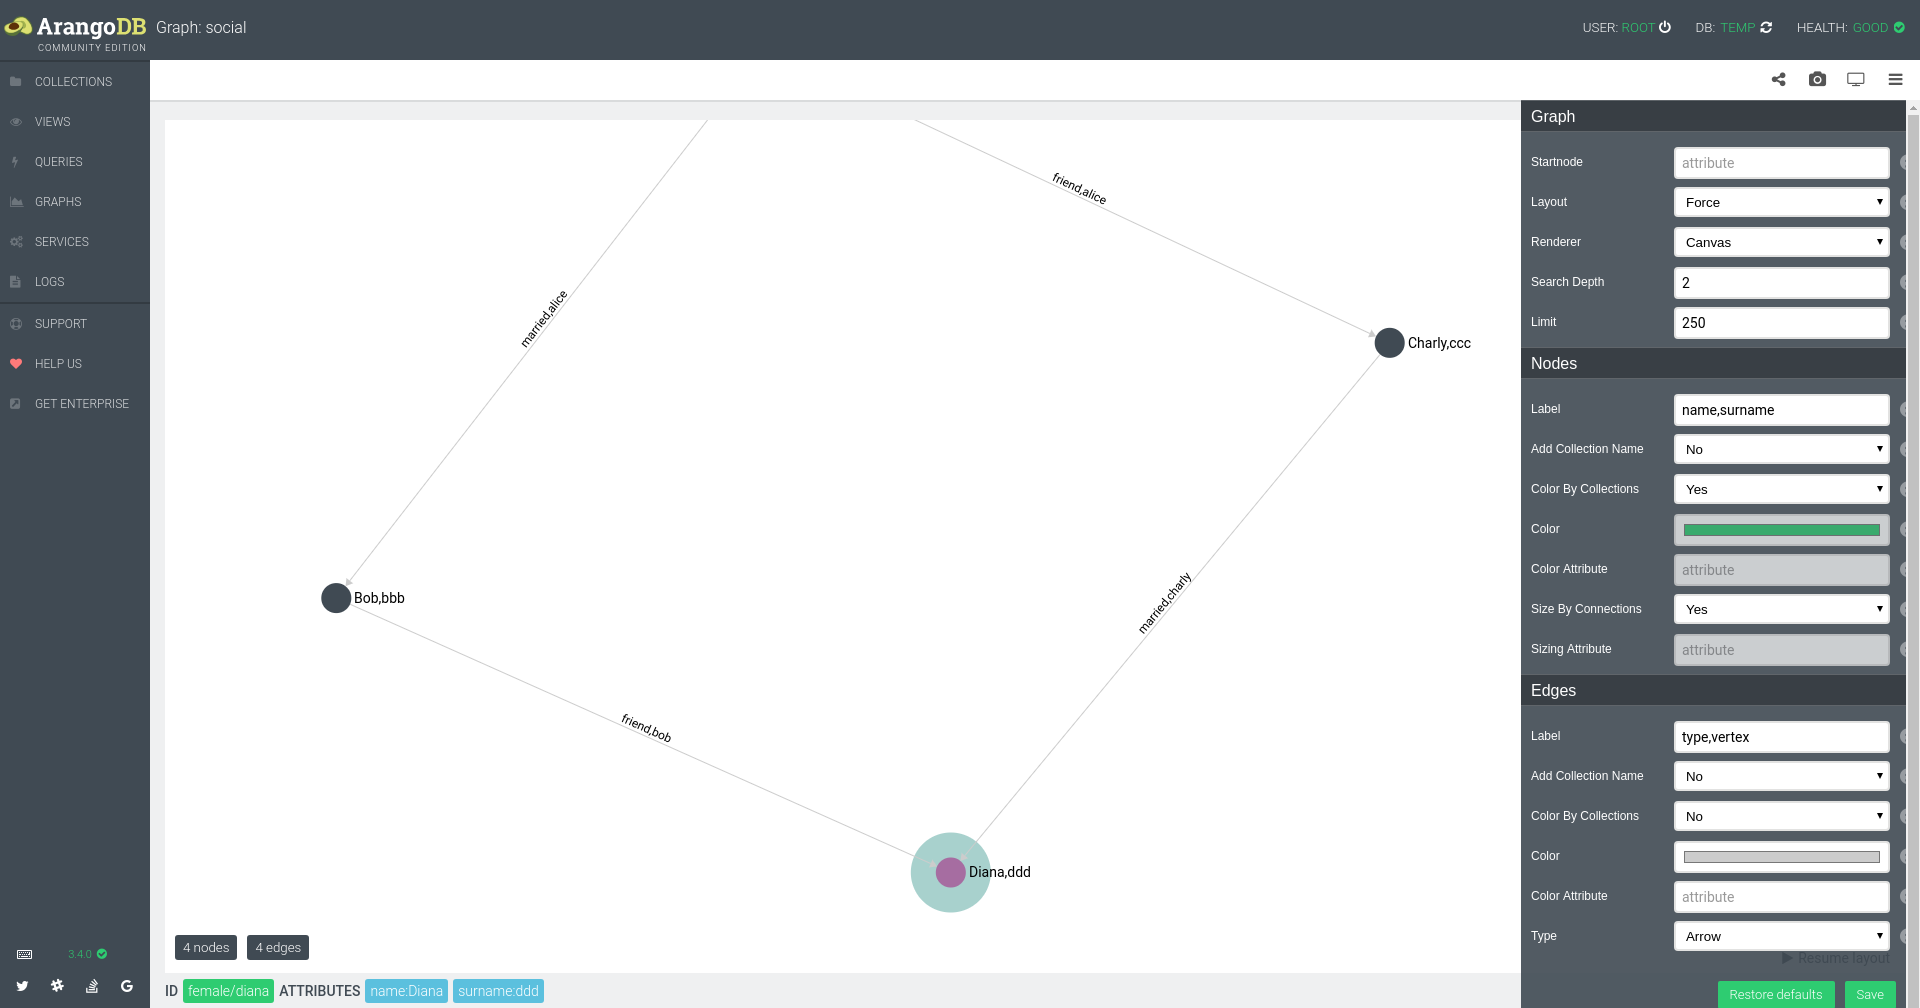 ArangoDB
COMMUNITY EDITION
Graph: social
USER: ROOT
DB: TEMP
HEALTH: GOOD
COLLECTIONS
VIEWS
QUERIES
GRAPHS
SERVICES
LOGS
SUPPORT
HELP US
GET ENTERPRISE
3.4.0
friend,alice
married,alice
Charly,ccc
married,charly
Bob,bbb
friend,bob
Diana,ddd
4 nodes
4 edges
ID female/diana ATTRIBUTES name:Diana surname:ddd
Graph
Startnode attribute
Layout Force
Renderer Canvas
Search Depth 2
Limit 250
Nodes
Label name,surname
Add Collection Name No
Color By Collections Yes
Color
Color Attribute attribute
Size By Connections Yes
Sizing Attribute attribute
Edges
Label type,vertex
Add Collection Name No
Color By Collections No
Color
Color Attribute attribute
Type Arrow
Resume layout
Restore defaults Save